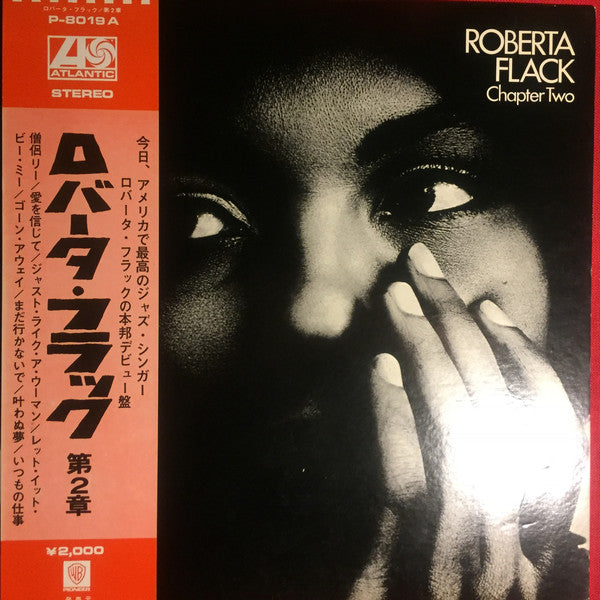 ロバータ・フラック/第2章
P-8019A
ATLANTIC
STEREO
今日、アメリカで最高のジャズ・シンガー
ロバータ・フラックの本邦デビュー盤
ロバータ・フラック
第2章
僧侶リー/愛を信じて/ジャスト・ライク・ア・ウーマン/レット・イット・
ビー・ミー/ゴーン・アウェイ/まだ行かないで/叶わぬ夢/いつもの仕事
¥2,000
WB
PIONEER
ROBERTA
FLACK
Chapter Two